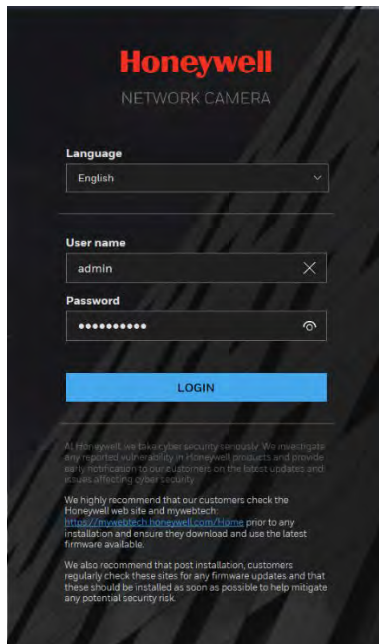 Honeywell
NETWORK CAMERA
Language
English
User name
admin
Password
••••••••••
LOGIN
At Honeywell, we take cyber security seriously. We investigate
any reported vulnerability in Honeywell products and provide
early notification to our customers on the latest updates and
issues affecting cyber security.
We highly recommend that our customers check the
Honeywell web site and mywebtech:
https://mywebtech.honeywell.com/Home prior to any
installation and ensure they download and use the latest
firmware available.
We also recommend that post installation, customers
regularly check these sites for any firmware updates and that
these should be installed as soon as possible to help mitigate
any potential security risk.